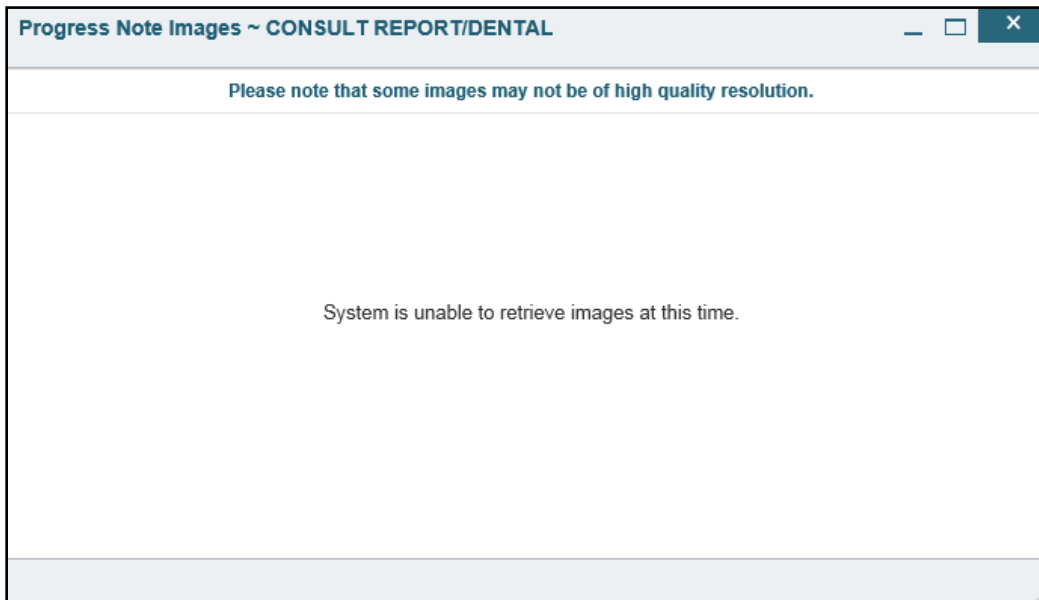 Progress Note Images ~ CONSULT REPORT/DENTAL
Please note that some images may not be of high quality resolution.
System is unable to retrieve images at this time.